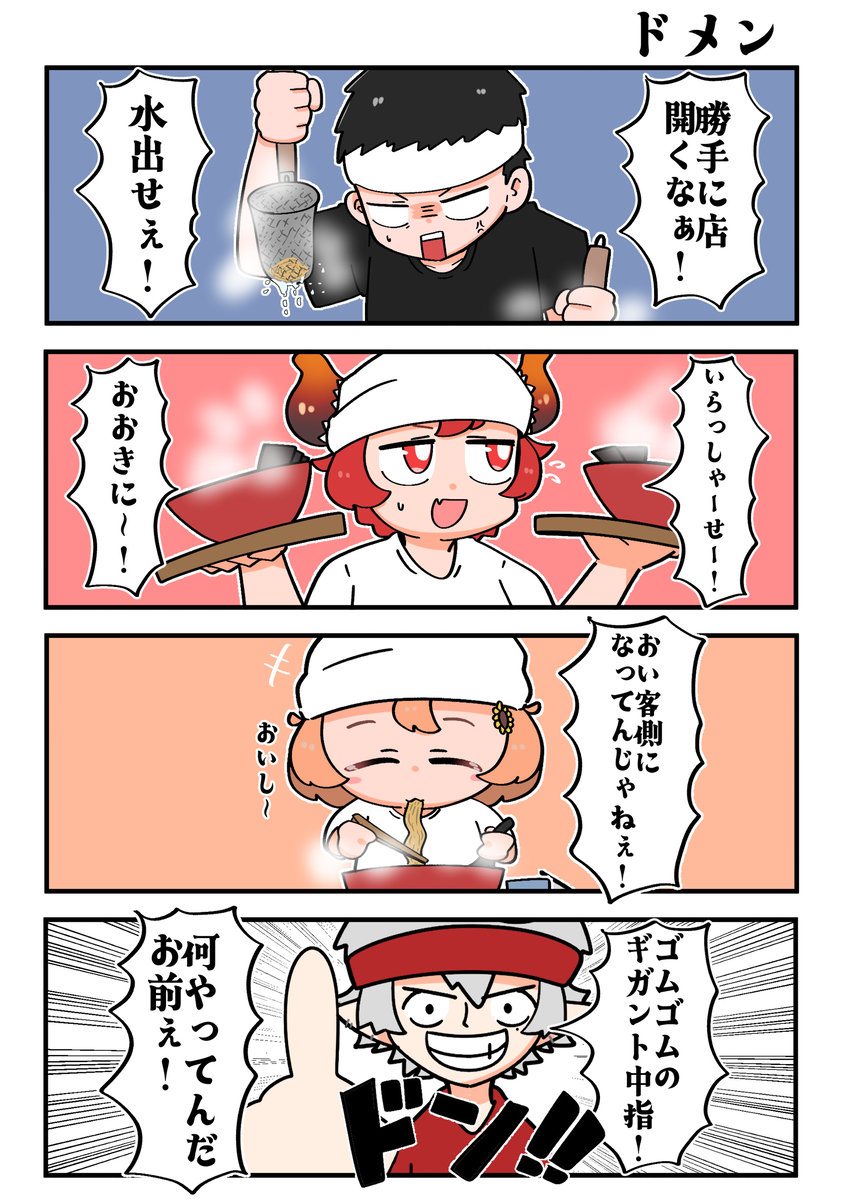 ドメン
勝手に店
開くなぁ！
水出せぇ！
いらっしゃーせー！
おおきに〜！
おい客側に
なってんじゃねぇ！
おいし〜
ゴムゴムの
ギガント中指！
何やってんだ
お前ぇ！
ドーン!!